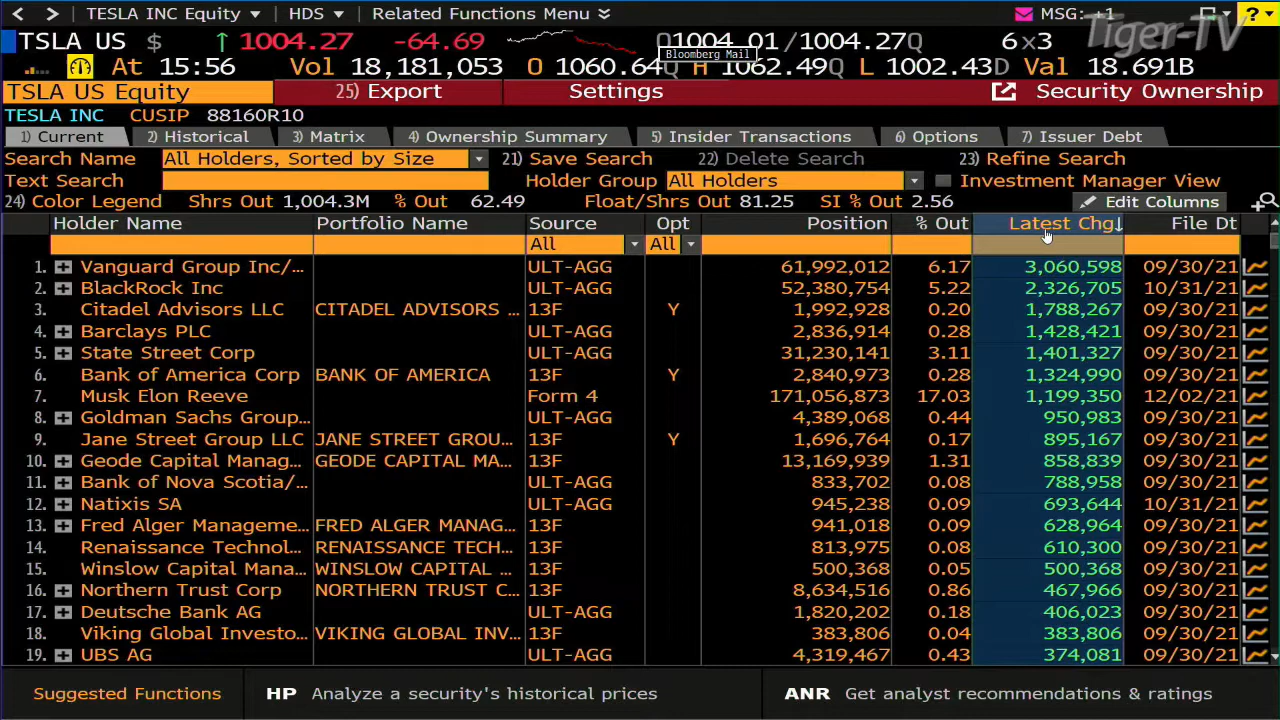 TESLA INC Equity HDS Related Functions Menu MSG: +1 ?
Tiger-TV
TSLA US $ ↑ 1004.27 -64.69 Q1004.01/1004.27Q 6x3
Bloomberg Mail
At 15:56 Vol 18,181,053 O 1060.64Q H 1062.49Q L 1002.43D Val 18.691B
TSLA US Equity 25) Export Settings Security Ownership
TESLA INC CUSIP 88160R10
1) Current 2) Historical 3) Matrix 4) Ownership Summary 5) Insider Transactions 6) Options 7) Issuer Debt
Search Name All Holders, Sorted by Size 21) Save Search 22) Delete Search 23) Refine Search
Text Search Holder Group All Holders Investment Manager View
24) Color Legend Shrs Out 1,004.3M % Out 62.49 Float/Shrs Out 81.25 SI % Out 2.56 Edit Columns
Holder Name Portfolio Name Source Opt Position % Out Latest Chg↓ File Dt
All All
1. Vanguard Group Inc/... ULT-AGG 61,992,012 6.17 3,060,598 09/30/21
2. BlackRock Inc ULT-AGG 52,380,754 5.22 2,326,705 10/31/21
3. Citadel Advisors LLC CITADEL ADVISORS ... 13F Y 1,992,928 0.20 1,788,267 09/30/21
4. Barclays PLC ULT-AGG 2,836,914 0.28 1,428,421 09/30/21
5. State Street Corp ULT-AGG 31,230,141 3.11 1,401,327 09/30/21
6. Bank of America Corp BANK OF AMERICA 13F Y 2,840,973 0.28 1,324,990 09/30/21
7. Musk Elon Reeve Form 4 171,056,873 17.03 1,199,350 12/02/21
8. Goldman Sachs Group... ULT-AGG 4,389,068 0.44 950,983 09/30/21
9. Jane Street Group LLC JANE STREET GROU... 13F Y 1,696,764 0.17 895,167 09/30/21
10. Geode Capital Manag... GEODE CAPITAL MA... 13F 13,169,939 1.31 858,839 09/30/21
11. Bank of Nova Scotia/... ULT-AGG 833,702 0.08 788,958 09/30/21
12. Natixis SA ULT-AGG 945,238 0.09 693,644 10/31/21
13. Fred Alger Manageme... FRED ALGER MANAG... 13F 941,018 0.09 628,964 09/30/21
14. Renaissance Technol... RENAISSANCE TECH... 13F 813,975 0.08 610,300 09/30/21
15. Winslow Capital Mana... WINSLOW CAPITAL ... 13F 500,368 0.05 500,368 09/30/21
16. Northern Trust Corp NORTHERN TRUST C... 13F 8,634,516 0.86 467,966 09/30/21
17. Deutsche Bank AG ULT-AGG 1,820,202 0.18 406,023 09/30/21
18. Viking Global Investo... VIKING GLOBAL INV... 13F 383,806 0.04 383,806 09/30/21
19. UBS AG ULT-AGG 4,319,467 0.43 374,081 09/30/21
Suggested Functions HP Analyze a security's historical prices ANR Get analyst recommendations & ratings